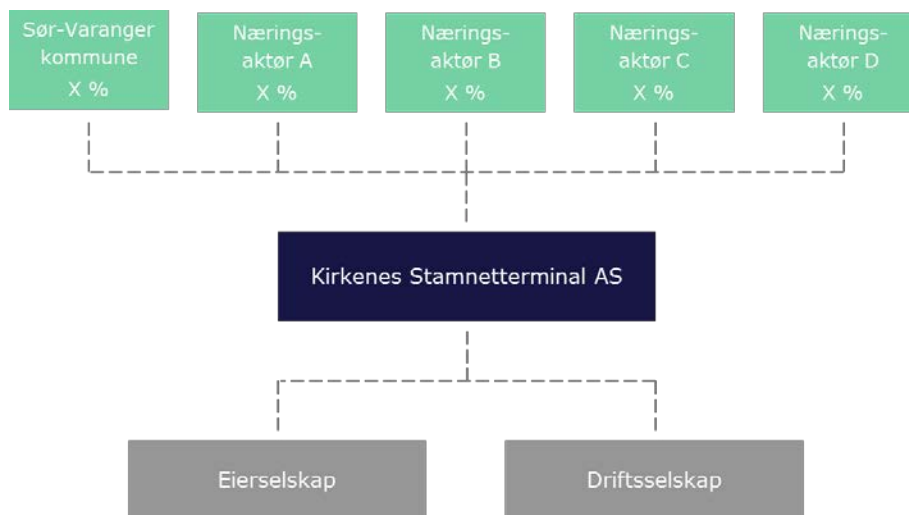 Sør-Varanger
kommune
X %
Nærings-
aktør A
X %
Nærings-
aktør B
X %
Nærings-
aktør C
X %
Nærings-
aktør D
X %
Kirkenes Stamnetterminal AS
Eierselskap
Driftsselskap